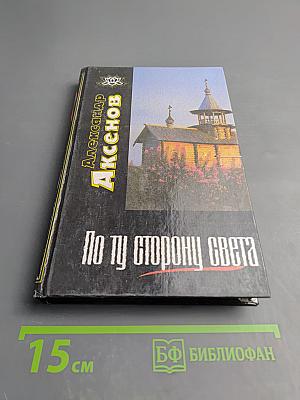 Александр
Аксенов
По ту сторону света
15 см
БФ БИБЛИОФАН